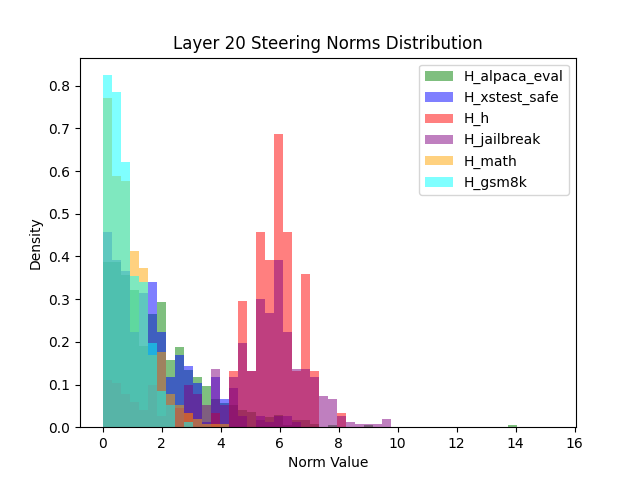 Layer 20 Steering Norms Distribution
H_alpaca_eval
H_xstest_safe
H_h
H_jailbreak
H_math
H_gsm8k
Density
0.8
0.7
0.6
0.5
0.4
0.3
0.2
0.1
0.0
0 2 4 6 8 10 12 14 16
Norm Value